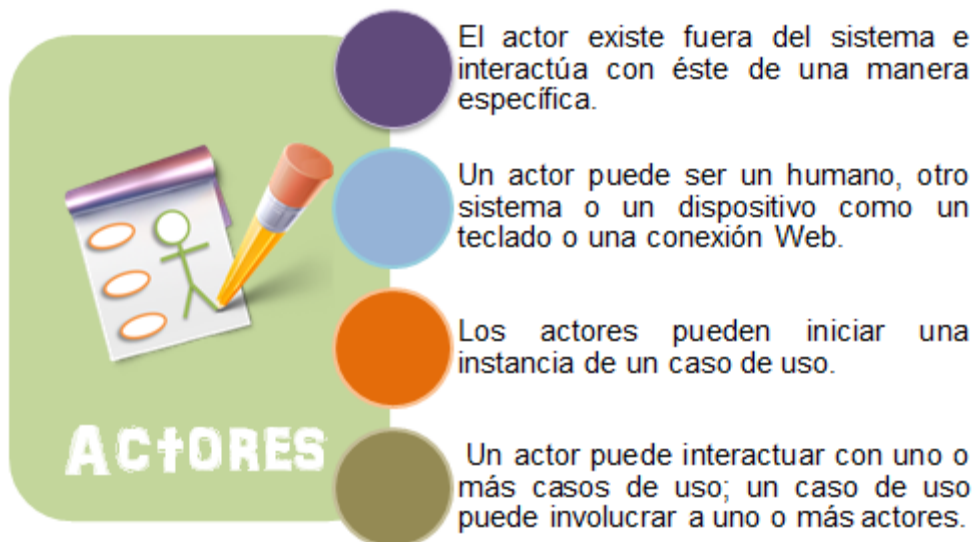 El actor existe fuera del sistema e
interactúa con éste de una manera
específica.
Un actor puede ser un humano, otro
sistema o un dispositivo como un
teclado o una conexión Web.
Los actores pueden iniciar una
instancia de un caso de uso.
Un actor puede interactuar con uno o
más casos de uso; un caso de uso
puede involucrar a uno o más actores.
ACTORES